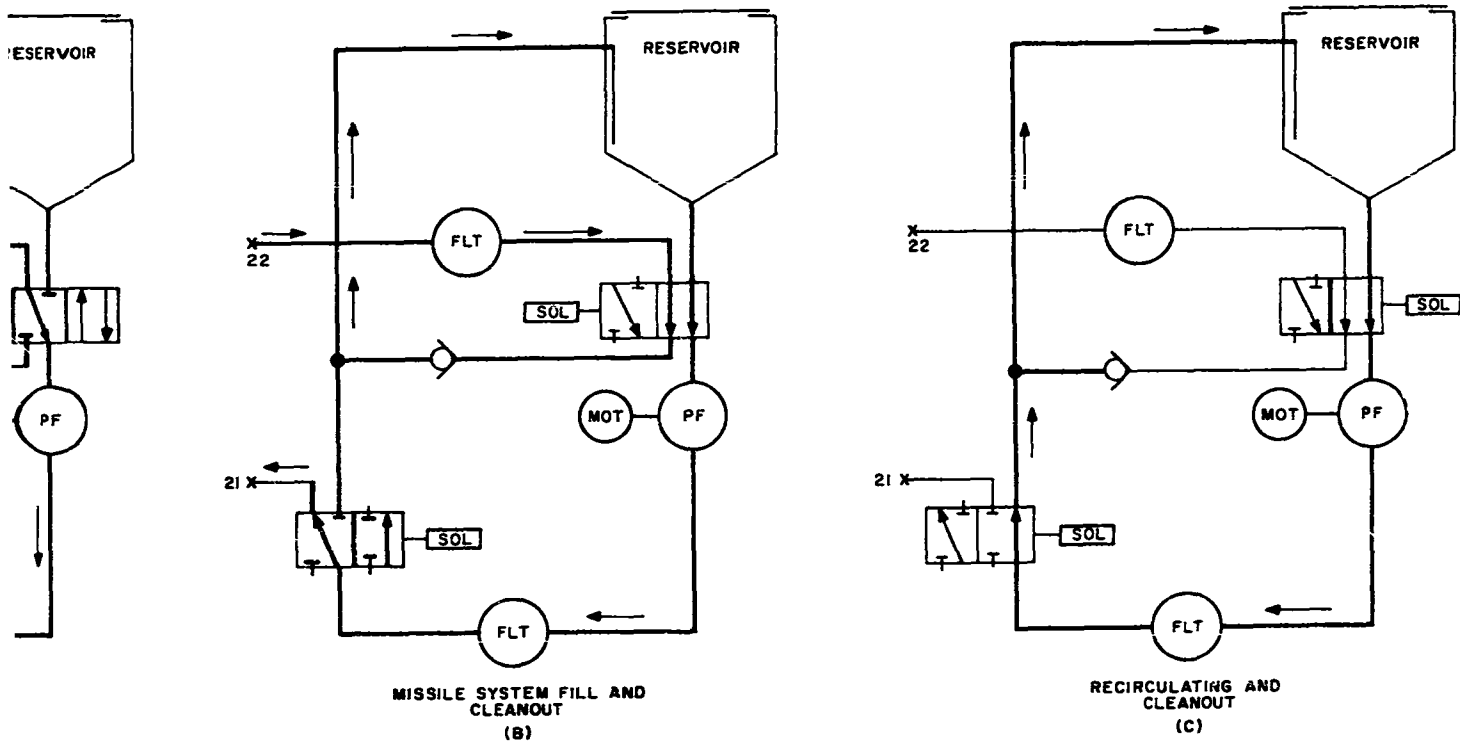 RESERVOIR
PF
RESERVOIR
FLT
22
SOL
MOT
PF
21
SOL
FLT
MISSILE SYSTEM FILL AND
CLEANOUT
(B)
RESERVOIR
FLT
22
SOL
MOT
PF
21
SOL
FLT
RECIRCULATING AND
CLEANOUT
(C)